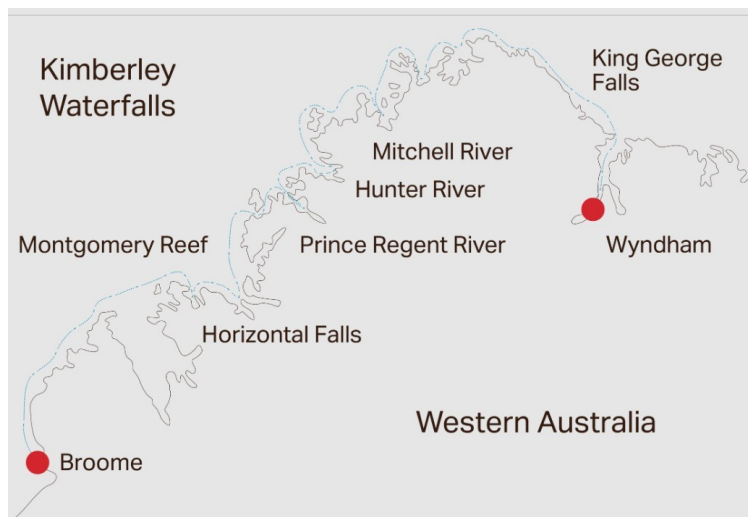 Kimberley
Waterfalls
King George
Falls
Mitchell River
Hunter River
Montgomery Reef
Prince Regent River
Wyndham
Horizontal Falls
Western Australia
Broome